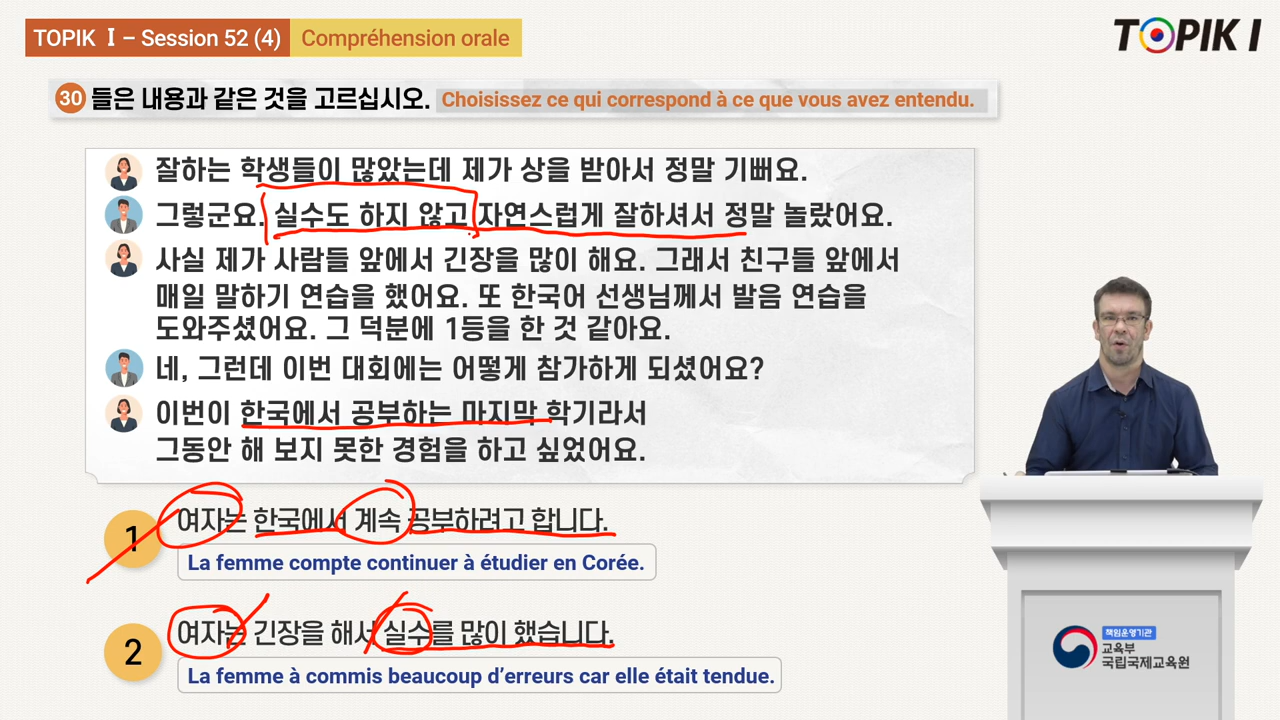 TOPIK Ⅰ – Session 52 (4) Compréhension orale
TOPIK I
30 들은 내용과 같은 것을 고르십시오. Choisissez ce qui correspond à ce que vous avez entendu.
잘하는 학생들이 많았는데 제가 상을 받아서 정말 기뻐요.
그렇군요. 실수도 하지 않고 자연스럽게 잘하셔서 정말 놀랐어요.
사실 제가 사람들 앞에서 긴장을 많이 해요. 그래서 친구들 앞에서
매일 말하기 연습을 했어요. 또 한국어 선생님께서 발음 연습을
도와주셨어요. 그 덕분에 1등을 한 것 같아요.
네, 그런데 이번 대회에는 어떻게 참가하게 되셨어요?
이번이 한국에서 공부하는 마지막 학기라서
그동안 해 보지 못한 경험을 하고 싶었어요.
1 여자는 한국에서 계속 공부하려고 합니다.
La femme compte continuer à étudier en Corée.
2 여자는 긴장을 해서 실수를 많이 했습니다.
La femme à commis beaucoup d'erreurs car elle était tendue.
책임운영기관
교육부
국립국제교육원